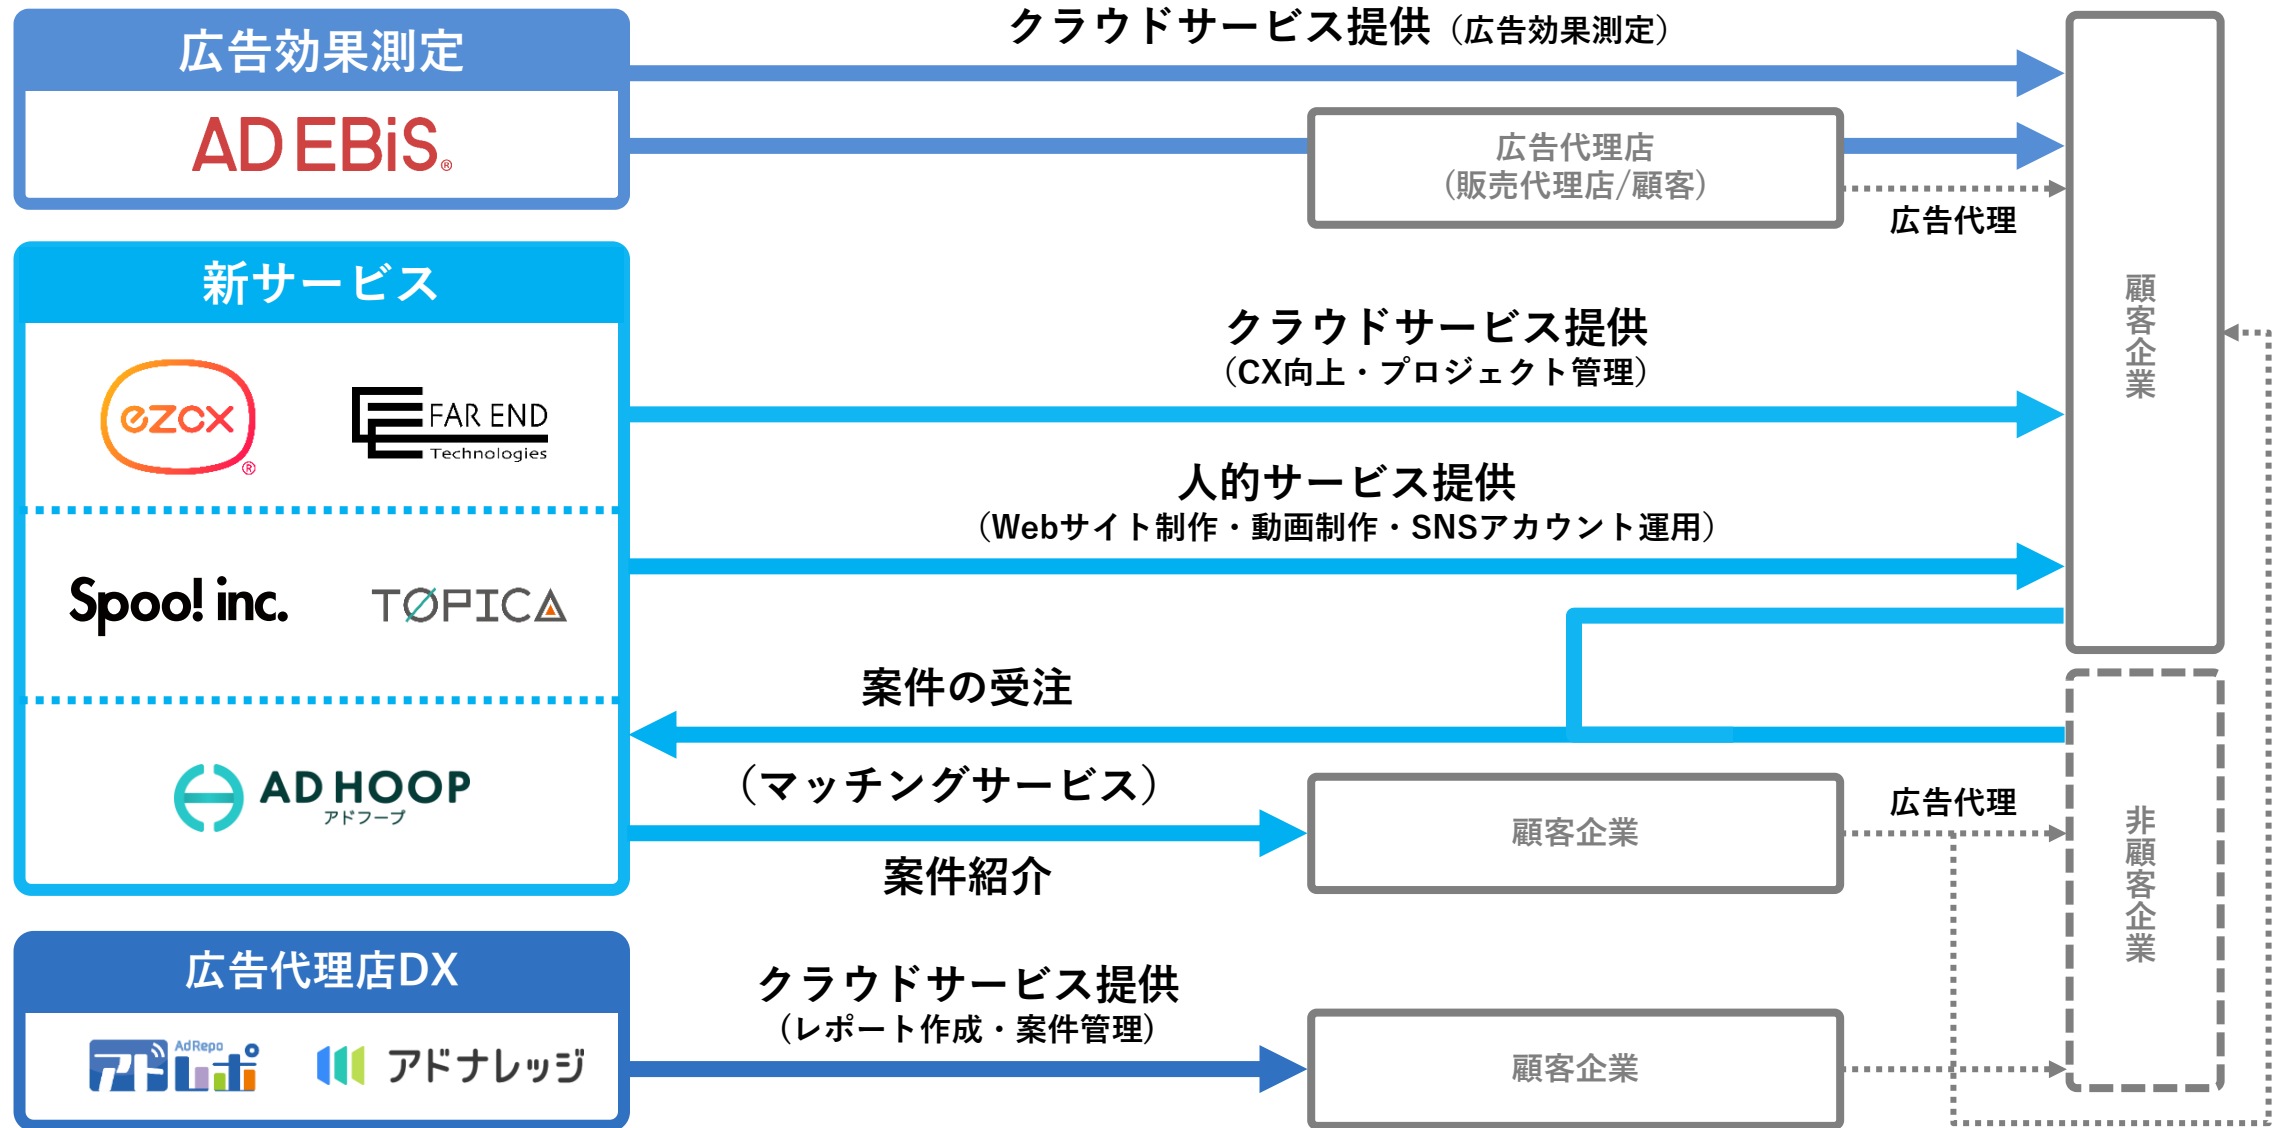 広告効果測定
AD EBiS®
クラウドサービス提供（広告効果測定）
広告代理店
（販売代理店/顧客）
広告代理
顧客企業
新サービス
ezcx®
FAR END
Technologies
クラウドサービス提供
（CX向上・プロジェクト管理）
人的サービス提供
（Webサイト制作・動画制作・SNSアカウント運用）
Spoo! inc.
TOPICA
案件の受注
（マッチングサービス）
AD HOOP
アドフープ
案件紹介
顧客企業
広告代理
非顧客企業
広告代理店DX
クラウドサービス提供
（レポート作成・案件管理）
AdRepo
アドレポ
アドナレッジ
顧客企業